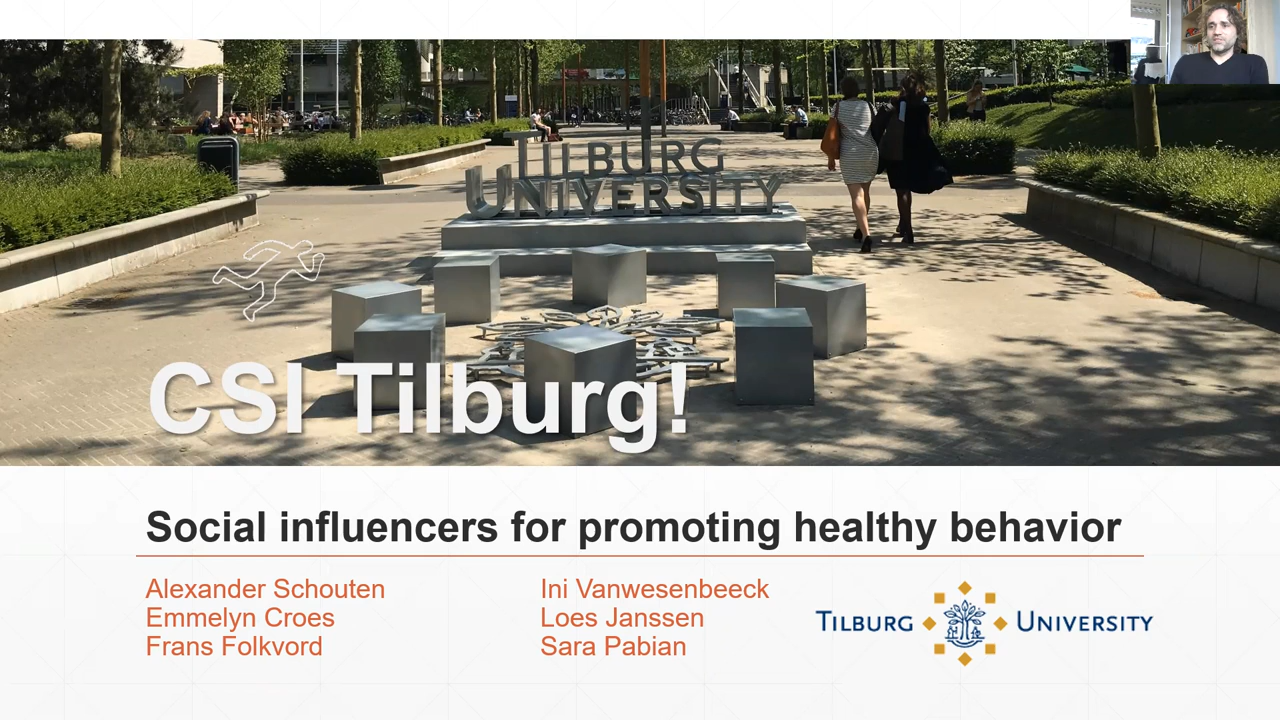 TILBURG
UNIVERSITY
CSI Tilburg!
Social influencers for promoting healthy behavior
Alexander Schouten
Emmelyn Croes
Frans Folkvord
Ini Vanwesenbeeck
Loes Janssen
Sara Pabian
TILBURG UNIVERSITY